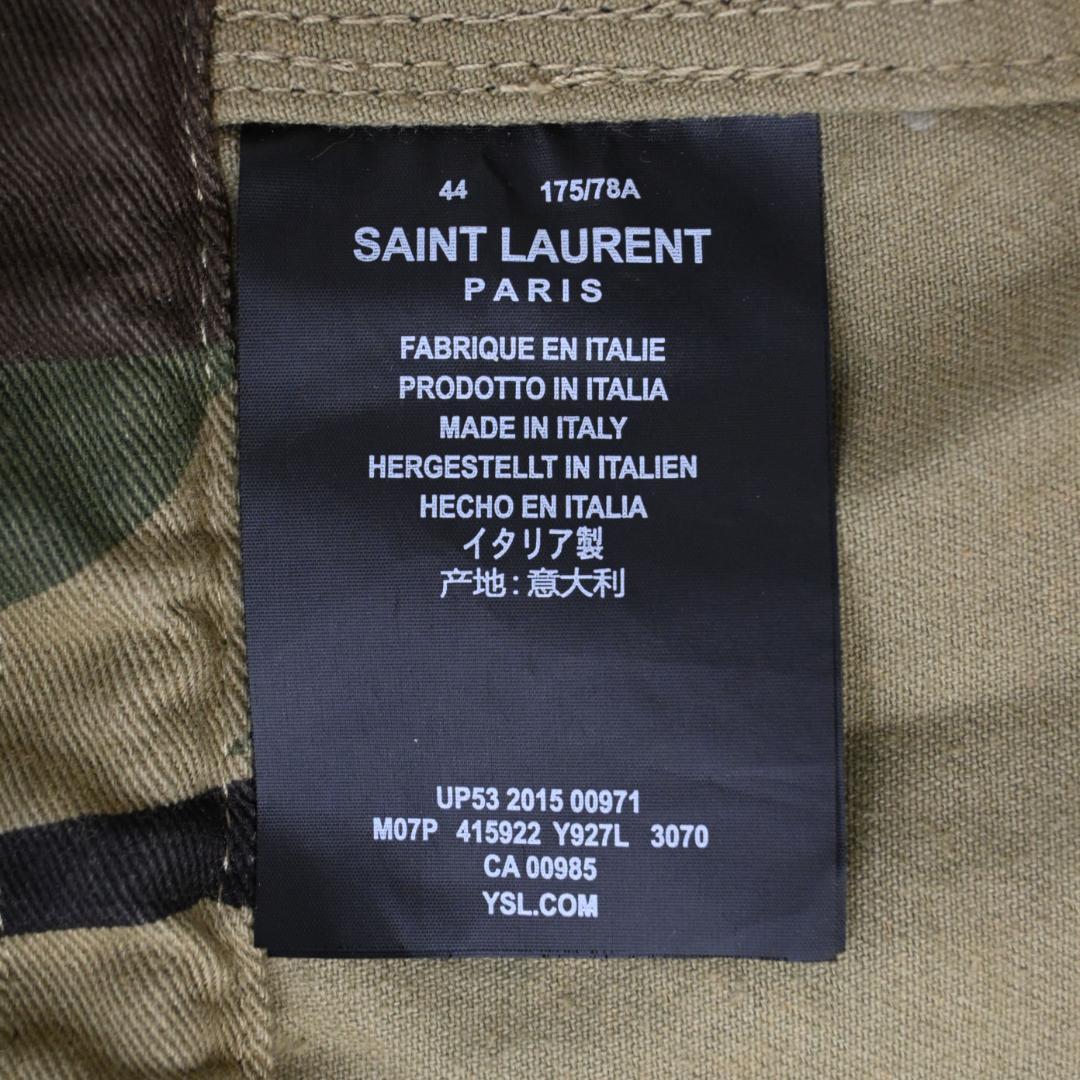 44 175/78A
SAINT LAURENT
PARIS
FABRIQUE EN ITALIE
PRODOTTO IN ITALIA
MADE IN ITALY
HERGESTELLT IN ITALIEN
HECHO EN ITALIA
イタリア製
产地:意大利
UP53 2015 00971
M07P 415922 Y927L 3070
CA 00985
YSL.COM